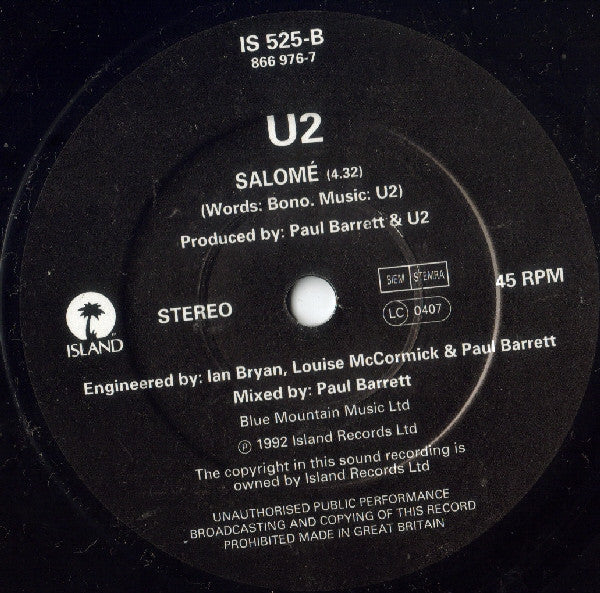 IS 525-B
866 976-7
U2
SALOMÉ (4.32)
(Words: Bono. Music: U2)
Produced by: Paul Barrett & U2
BIEM STEMRA
STEREO
45 RPM
LC 0407
ISLAND
Engineered by: Ian Bryan, Louise McCormick & Paul Barrett
Mixed by: Paul Barrett
Blue Mountain Music Ltd
℗ 1992 Island Records Ltd
The copyright in this sound recording is
owned by Island Records Ltd
UNAUTHORISED PUBLIC PERFORMANCE
BROADCASTING AND COPYING OF THIS RECORD
PROHIBITED MADE IN GREAT BRITAIN